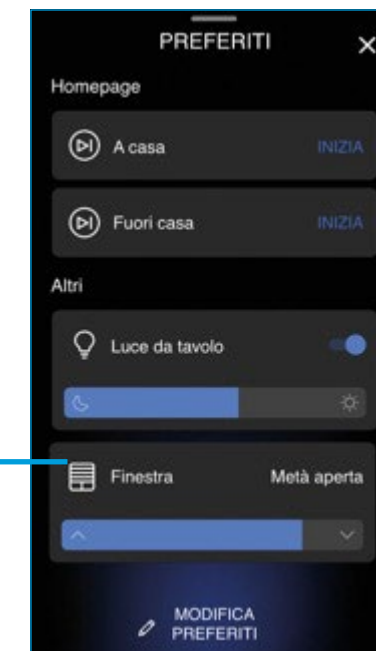 PREFERITI
Homepage
A casa INIZIA
Fuori casa INIZIA
Altri
Luce da tavolo
Finestra Metà aperta
MODIFICA
PREFERITI